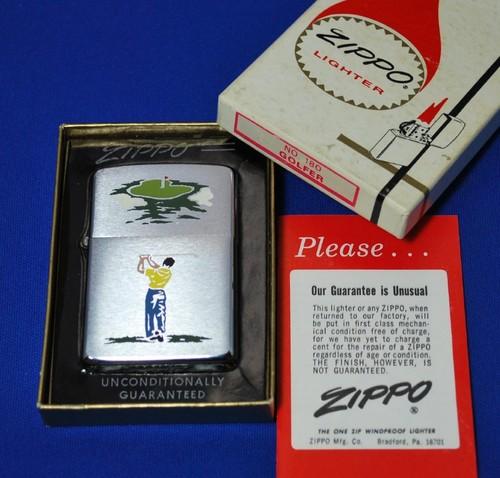 ZIPPO
LIGHTER
NO. 180
GOLFER
ZIPPO
UNCONDITIONALLY
GUARANTEED
Please...
Our Guarantee is Unusual
This lighter or any ZIPPO, when
returned to our factory, will
be put in first class mechan-
ical condition free of charge,
for we have yet to charge a
cent for the repair of a ZIPPO
regardless of age or condition.
THE FINISH, HOWEVER, IS
NOT GUARANTEED.
ZIPPO
®
THE ONE ZIP WINDPROOF LIGHTER
ZIPPO Mfg. Co. Bradford, Pa. 16701